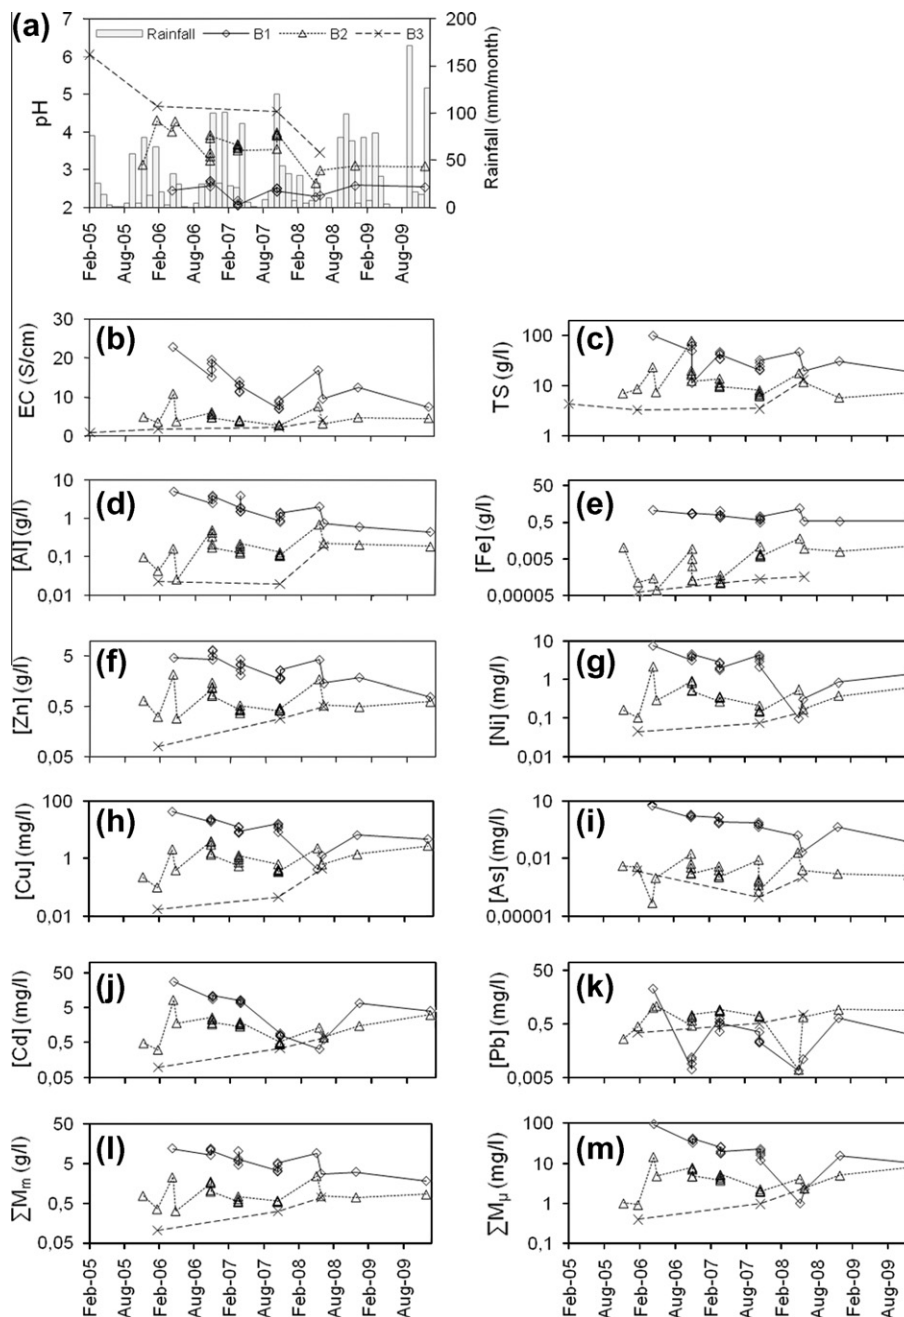 (a)
Rainfall B1 B2 B3
pH
7
6
5
4
3
2
Rainfall (mm/month)
200
150
100
50
0
Feb-05
Aug-05
Feb-06
Aug-06
Feb-07
Aug-07
Feb-08
Aug-08
Feb-09
Aug-09
(b)
EC (S/cm)
30
20
10
0
(c)
TS (g/l)
100
10
1
(d)
[Al] (g/l)
10
1
0,1
0,01
(e)
[Fe] (g/l)
50
0,5
0,005
0,00005
(f)
[Zn] (g/l)
5
0,5
0,05
(g)
[Ni] (mg/l)
10
1
0,1
0,01
(h)
[Cu] (mg/l)
100
1
0,01
(i)
[As] (mg/l)
10
0,01
0,00001
(j)
[Cd] (mg/l)
50
5
0,5
0,05
(k)
[Pb] (mg/l)
50
0,5
0,005
(l)
∑Mm (g/l)
50
5
0,5
0,05
Feb-05
Aug-05
Feb-06
Aug-06
Feb-07
Aug-07
Feb-08
Aug-08
Feb-09
Aug-09
(m)
∑Mµ (mg/l)
100
10
1
0,1
Feb-05
Aug-05
Feb-06
Aug-06
Feb-07
Aug-07
Feb-08
Aug-08
Feb-09
Aug-09